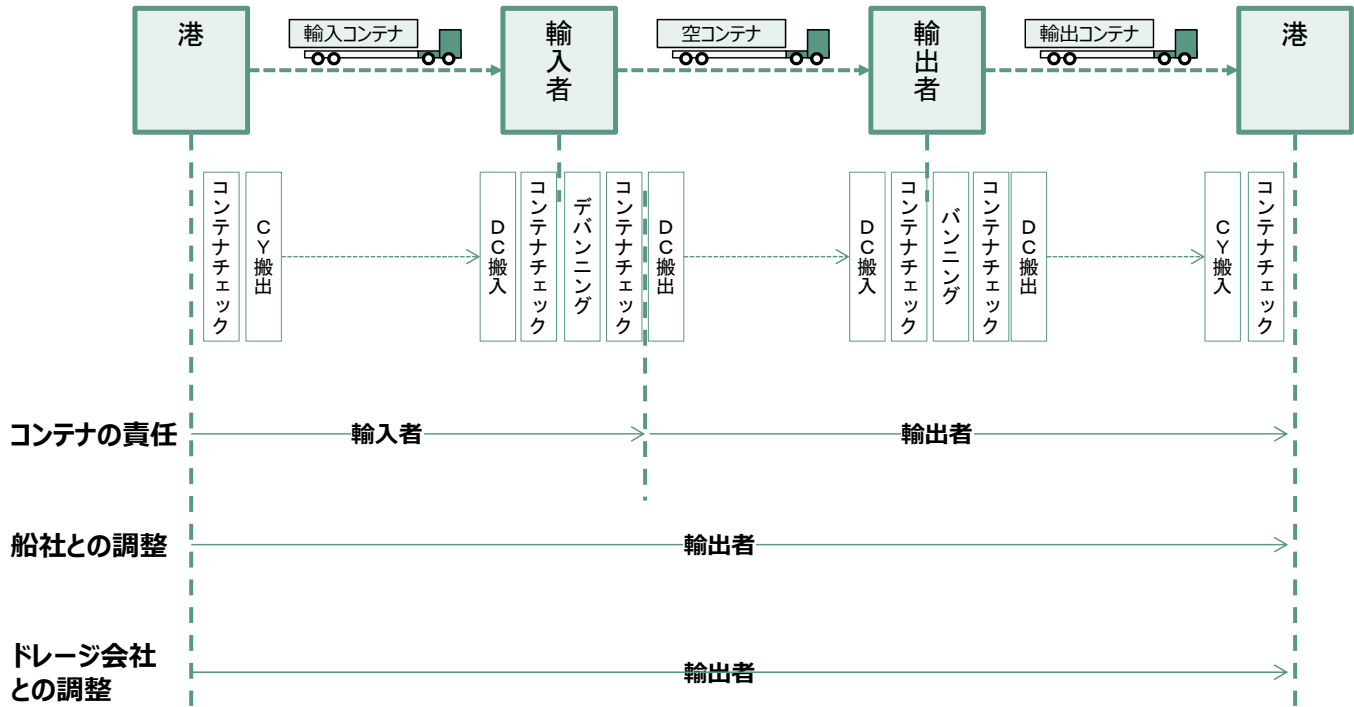 港
輸入コンテナ
輸入者
空コンテナ
輸出者
輸出コンテナ
港
コンテナチェック
ＣＹ搬出
ＤＣ搬入
コンテナチェック
デバンニング
コンテナチェック
ＤＣ搬出
ＤＣ搬入
コンテナチェック
バンニング
コンテナチェック
ＤＣ搬出
ＣＹ搬入
コンテナチェック
コンテナの責任
輸入者
輸出者
船社との調整
輸出者
ドレージ会社
との調整
輸出者